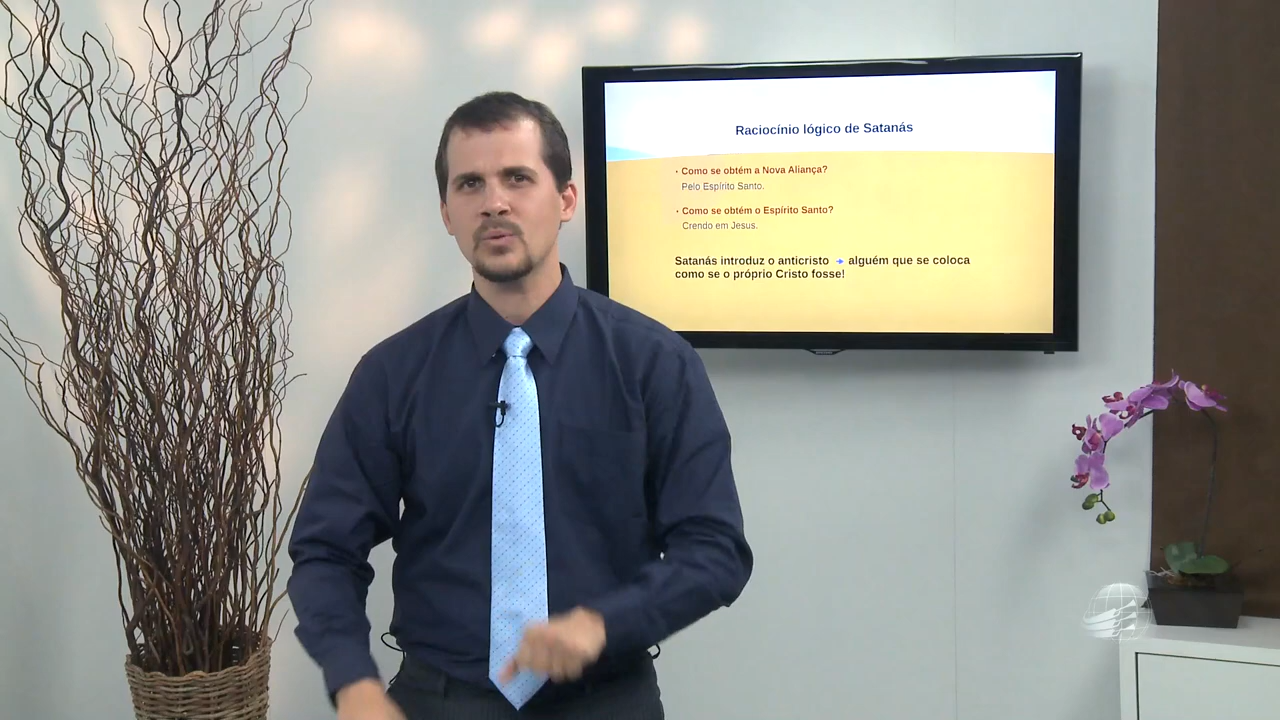 Raciocínio lógico de Satanás
· Como se obtém a Nova Aliança?
Pelo Espírito Santo.
· Como se obtém o Espírito Santo?
Crendo em Jesus.
Satanás introduz o anticristo → alguém que se coloca
como se o próprio Cristo fosse!